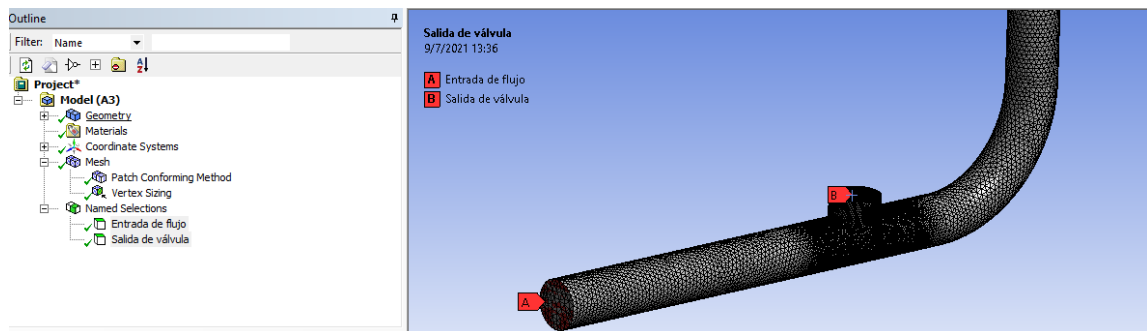 Outline
Filter: Name
Project*
Model (A3)
Geometry
Materials
Coordinate Systems
Mesh
Patch Conforming Method
Vertex Sizing
Named Selections
Entrada de flujo
Salida de válvula
Salida de válvula
9/7/2021 13:36
A Entrada de flujo
B Salida de válvula
B
A